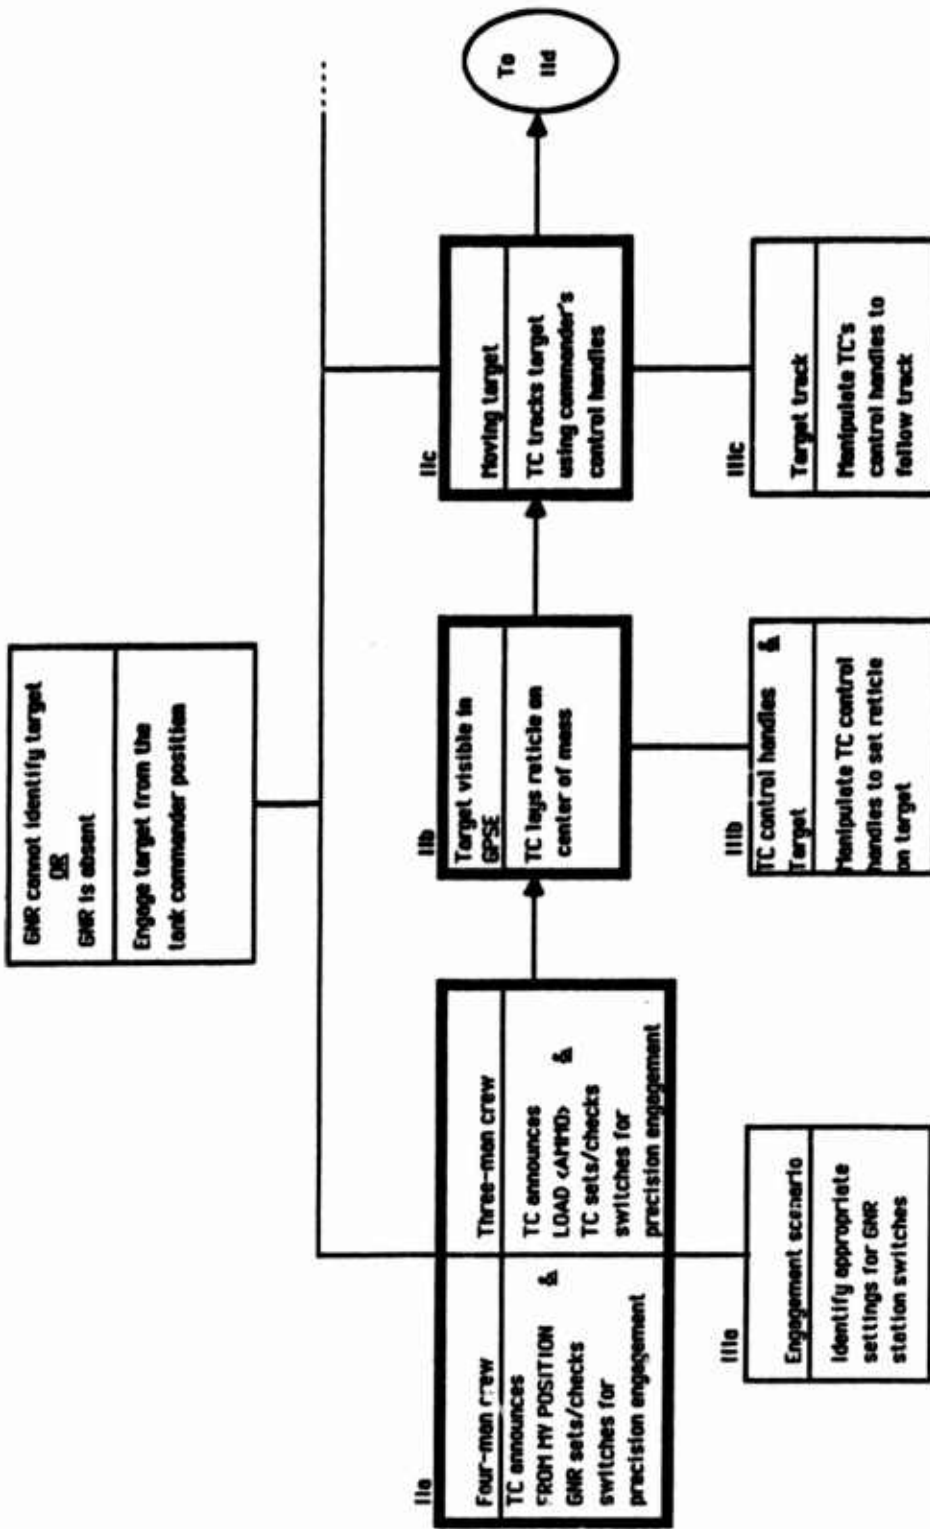 GNR cannot identify target
OR
GNR is absent
Engage target from the
tank commander position
IIa
Four-man crew
TC announces
FROM MY POSITION &
GNR sets/checks
switches for
precision engagement
Three-man crew
TC announces
LOAD <AMMO> &
TC sets/checks
switches for
precision engagement
IIb
Target visible in
GPSE
TC lays reticle on
center of mass
IIc
Moving target
TC tracks target
using commander's
control handles
To
IId
IIIa
Engagement scenario
Identify appropriate
settings for GNR
station switches
IIIb
TC control handles &
Target
Manipulate TC control
handles to set reticle
on target
IIIc
Target track
Manipulate TC's
control handles to
follow track